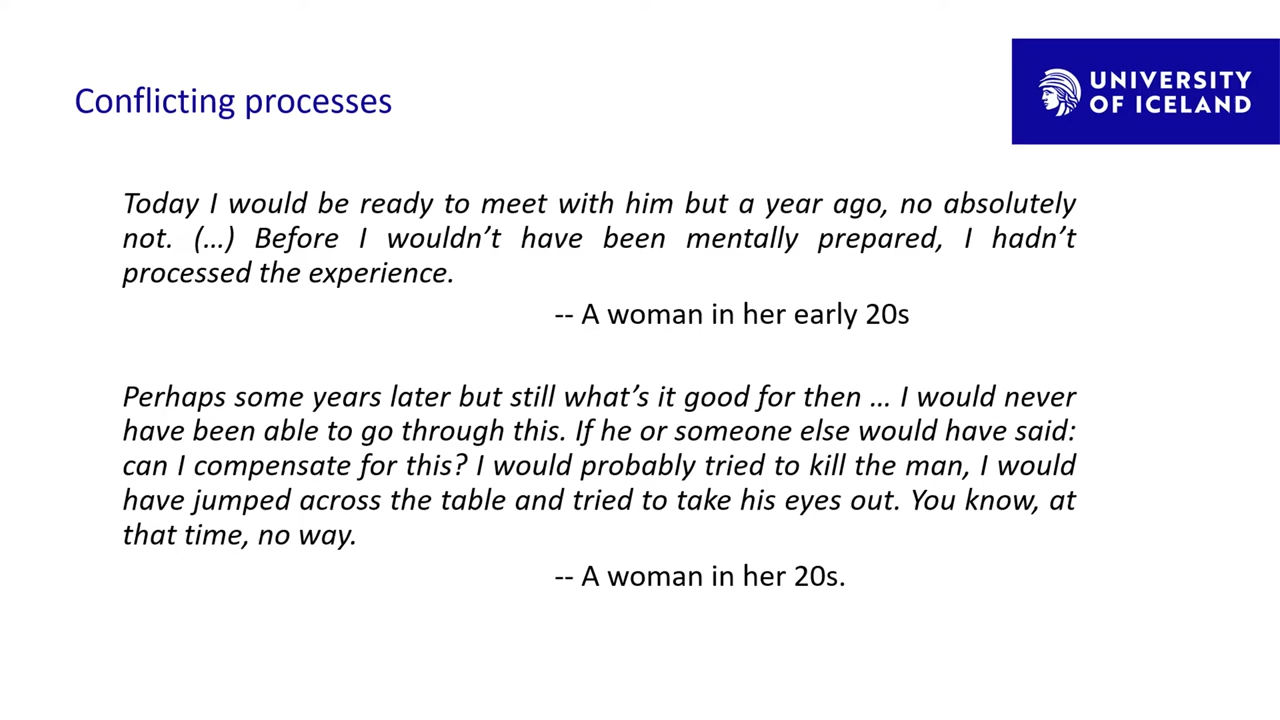 Conflicting processes
UNIVERSITY
OF ICELAND
Today I would be ready to meet with him but a year ago, no absolutely
not. (…) Before I wouldn’t have been mentally prepared, I hadn’t
processed the experience.
-- A woman in her early 20s
Perhaps some years later but still what’s it good for then … I would never
have been able to go through this. If he or someone else would have said:
can I compensate for this? I would probably tried to kill the man, I would
have jumped across the table and tried to take his eyes out. You know, at
that time, no way.
-- A woman in her 20s.